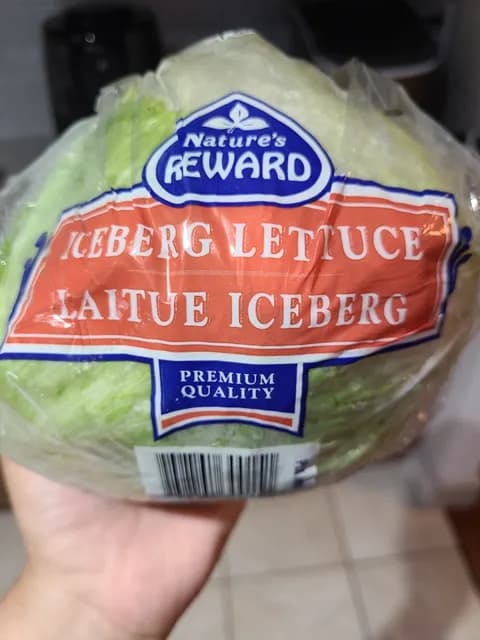 Nature's
REWARD
ICEBERG LETTUCE
LAITUE ICEBERG
PREMIUM
QUALITY